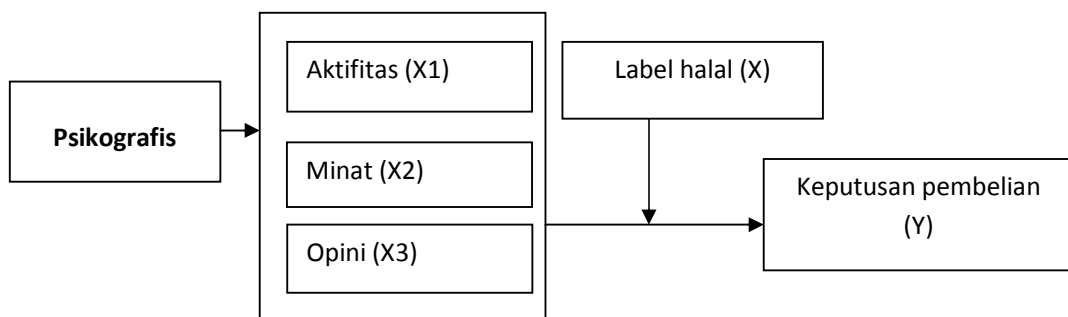 Aktifitas (X1)
Label halal (X)
Psikografis
Minat (X2)
Keputusan pembelian
(Y)
Opini (X3)